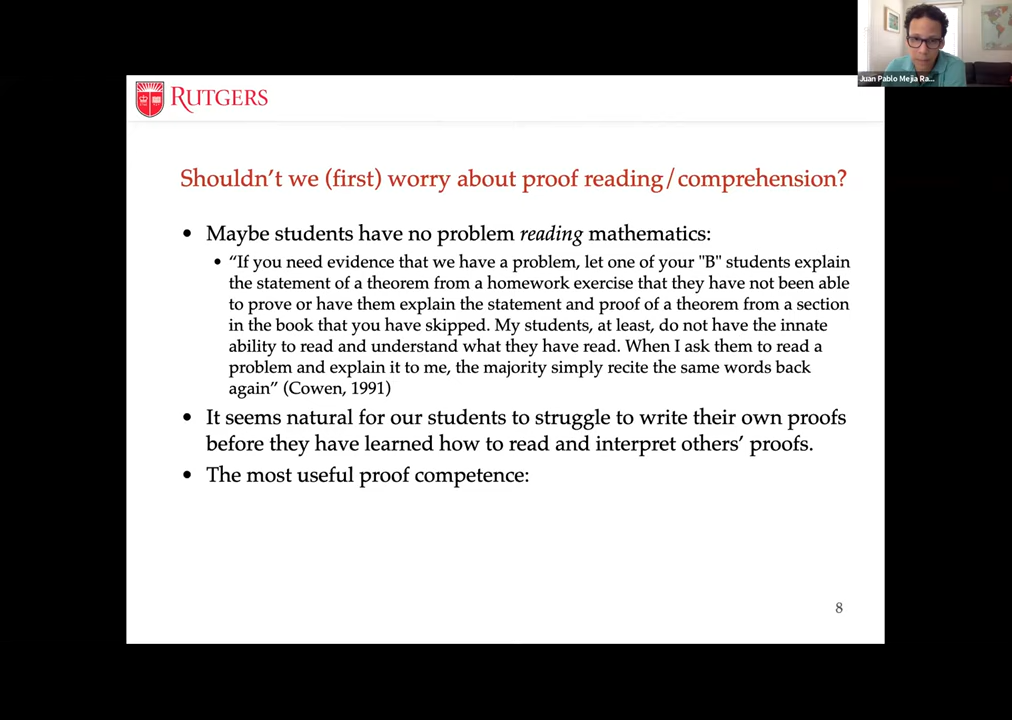 Juan Pablo Mejia Ra...
RUTGERS
Shouldn't we (first) worry about proof reading/comprehension?
• Maybe students have no problem reading mathematics:
• “If you need evidence that we have a problem, let one of your "B" students explain
the statement of a theorem from a homework exercise that they have not been able
to prove or have them explain the statement and proof of a theorem from a section
in the book that you have skipped. My students, at least, do not have the innate
ability to read and understand what they have read. When I ask them to read a
problem and explain it to me, the majority simply recite the same words back
again” (Cowen, 1991)
• It seems natural for our students to struggle to write their own proofs
before they have learned how to read and interpret others’ proofs.
• The most useful proof competence:
8